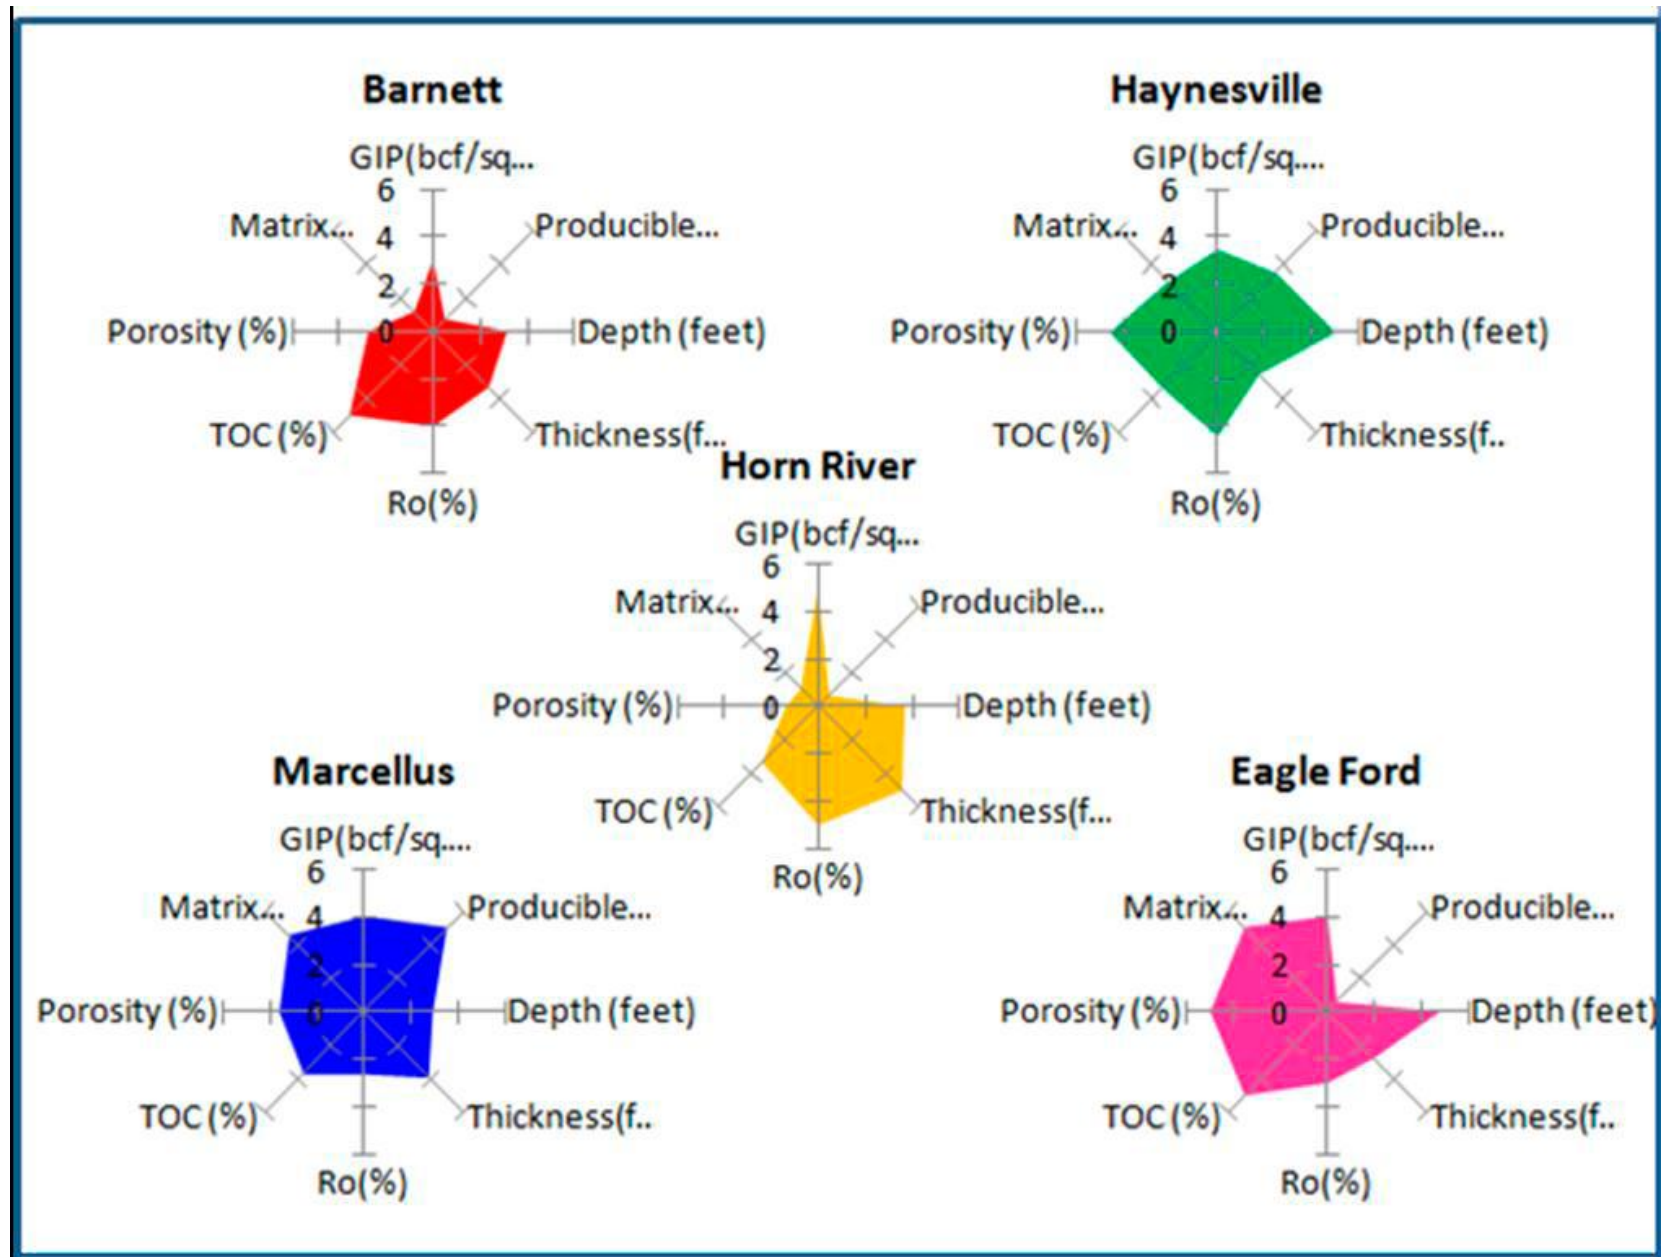 Barnett
GIP(bcf/sq...
6
Matrix...
4
Producible...
2
Porosity (%)
0
Depth (feet)
TOC (%)
Thickness(f...
Ro(%)
Haynesville
GIP(bcf/sq....
6
Matrix...
4
Producible...
2
Porosity (%)
0
Depth (feet)
TOC (%)
Thickness(f..
Ro(%)
Horn River
GIP(bcf/sq...
6
Matrix...
4
Producible...
2
Porosity (%)
0
Depth (feet)
TOC (%)
Thickness(f...
Ro(%)
Marcellus
GIP(bcf/sq....
6
Matrix...
4
Producible...
2
Porosity (%)
0
Depth (feet)
TOC (%)
Thickness(f..
Ro(%)
Eagle Ford
GIP(bcf/sq....
6
Matrix...
4
Producible...
2
Porosity (%)
0
Depth (feet)
TOC (%)
Thickness(f..
Ro(%)